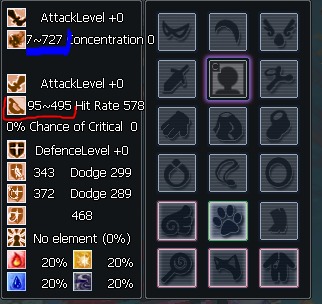 AttackLevel +0
7~727 Concentration 0
AttackLevel +0
95~495 Hit Rate 578
0% Chance of Critical 0
DefenceLevel +0
343 Dodge 299
372 Dodge 289
468
No element (0%)
20% 20%
20% 20%
C